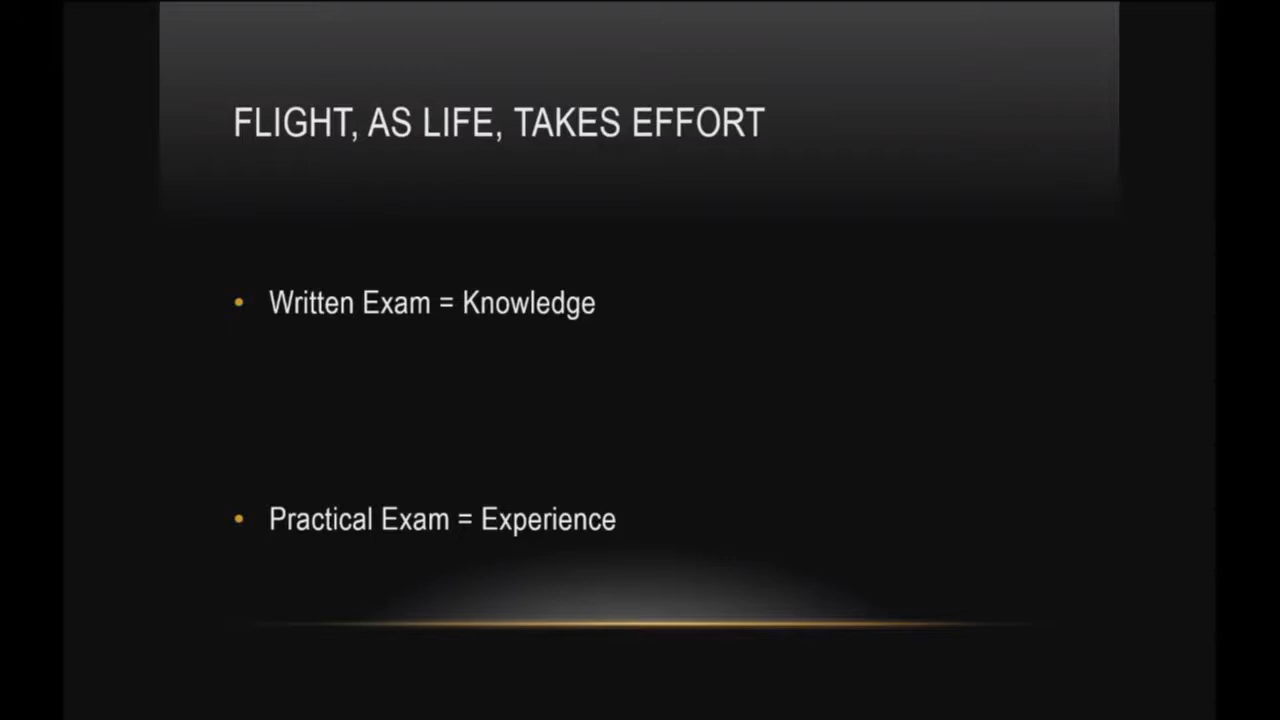 FLIGHT, AS LIFE, TAKES EFFORT
• Written Exam = Knowledge
• Practical Exam = Experience